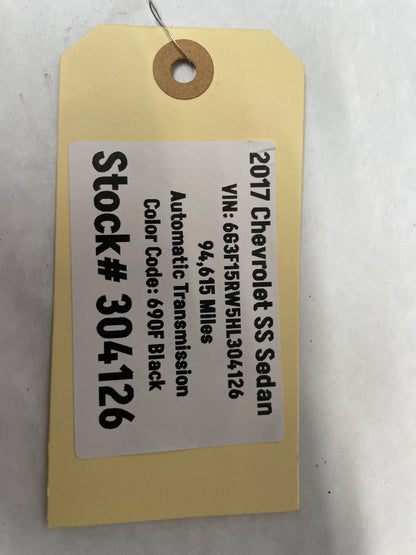 2017 Chevrolet SS Sedan
VIN: 6G3F15RW5HL304126
94,615 Miles
Automatic Transmission
Color Code: 690F Black
Stock# 304126